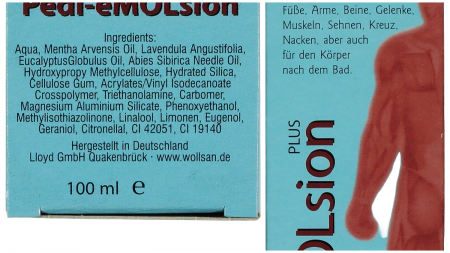 Pedi-eMOLsion
Ingredients:
Aqua, Mentha Arvensis Oil, Lavendula Angustifolia,
EucalyptusGlobulus Oil, Abies Sibirica Needle Oil,
Hydroxypropy Methylcellulose, Hydrated Silica,
Cellulose Gum, Acrylates/Vinyl Isodecanoate
Crosspolymer, Triethanolamine, Carbomer,
Magnesium Aluminium Silicate, Phenoxyethanol,
Methylisothiazolinone, Linalool, Limonen, Eugenol,
Geraniol, Citronellal, CI 42051, CI 19140
Hergestellt in Deutschland
Lloyd GmbH Quakenbrück · www.wollsan.de
100 ml ℮
Füße, Arme, Beine, Gelenke,
Muskeln, Sehnen, Kreuz,
Nacken, aber auch
für den Körper
nach dem Bad.
PLUS
OLsion